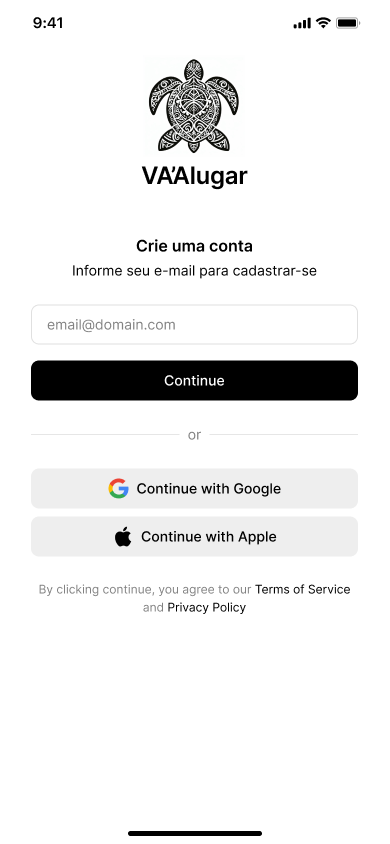 9:41
VA’Alugar
Crie uma conta
Informe seu e-mail para cadastrar-se
email@domain.com
Continue
or
Continue with Google
Continue with Apple
By clicking continue, you agree to our Terms of Service
and Privacy Policy